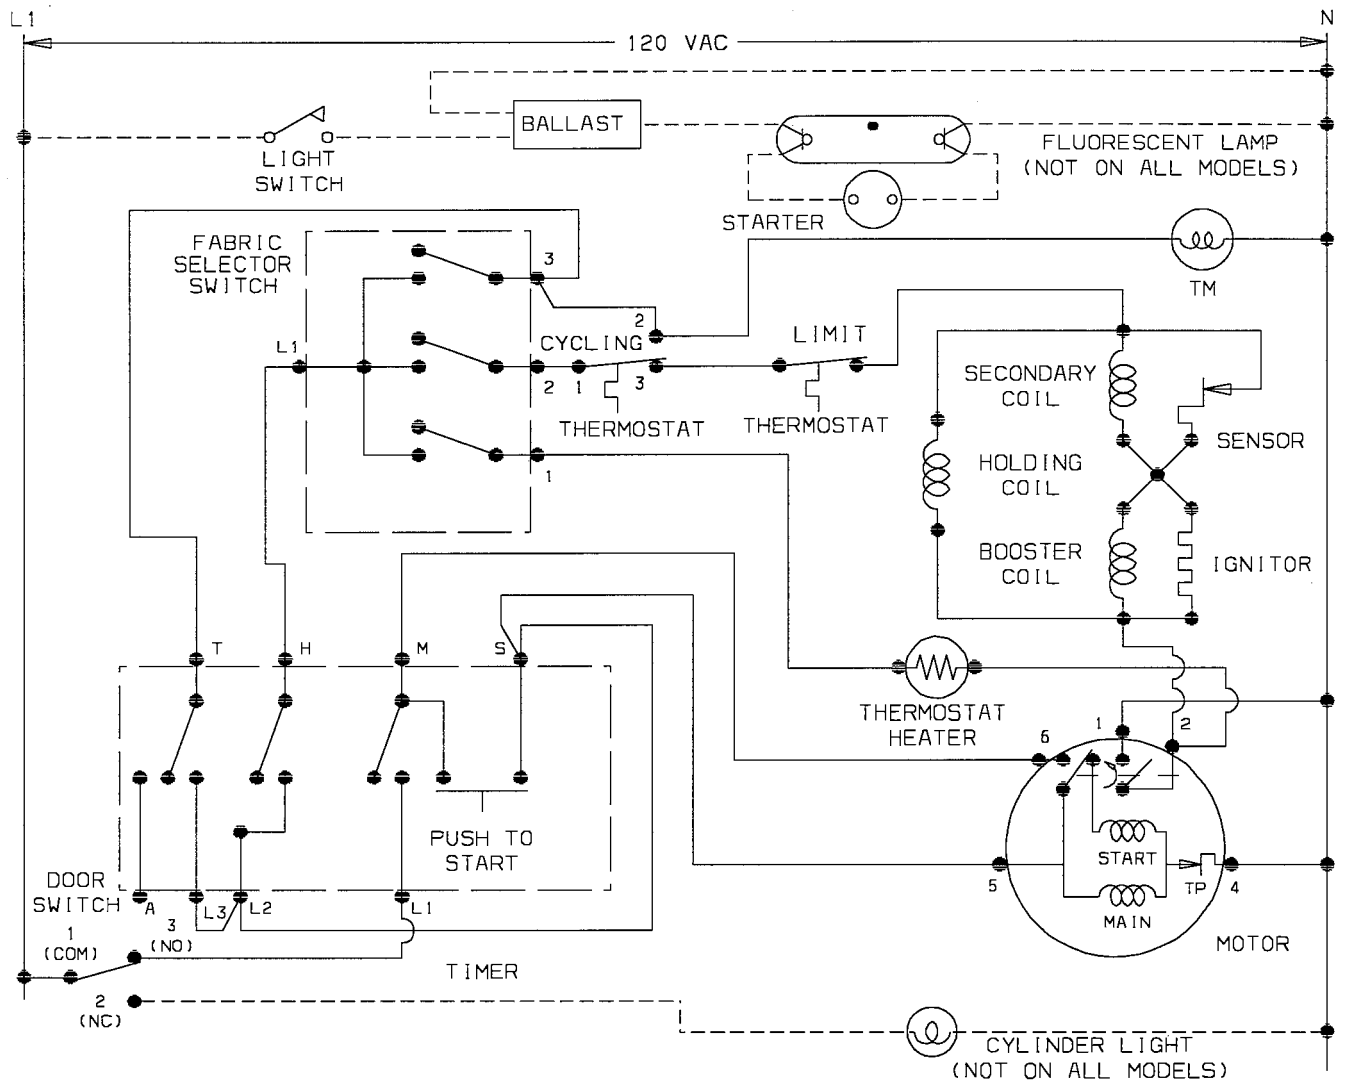 L1
N
120 VAC
BALLAST
LIGHT
SWITCH
FLUORESCENT LAMP
(NOT ON ALL MODELS)
STARTER
FABRIC
SELECTOR
SWITCH
3
TM
2
CYCLING
LIMIT
L1
2
1
3
THERMOSTAT
THERMOSTAT
SECONDARY
COIL
SENSOR
HOLDING
COIL
1
BOOSTER
COIL
IGNITOR
T
H
M
S
THERMOSTAT
HEATER
6
1
2
PUSH TO
START
START
MAIN
TP
5
4
DOOR
SWITCH
A
L3
L2
L1
1
(COM)
3
(NO)
MOTOR
TIMER
2
(NC)
CYLINDER LIGHT
(NOT ON ALL MODELS)